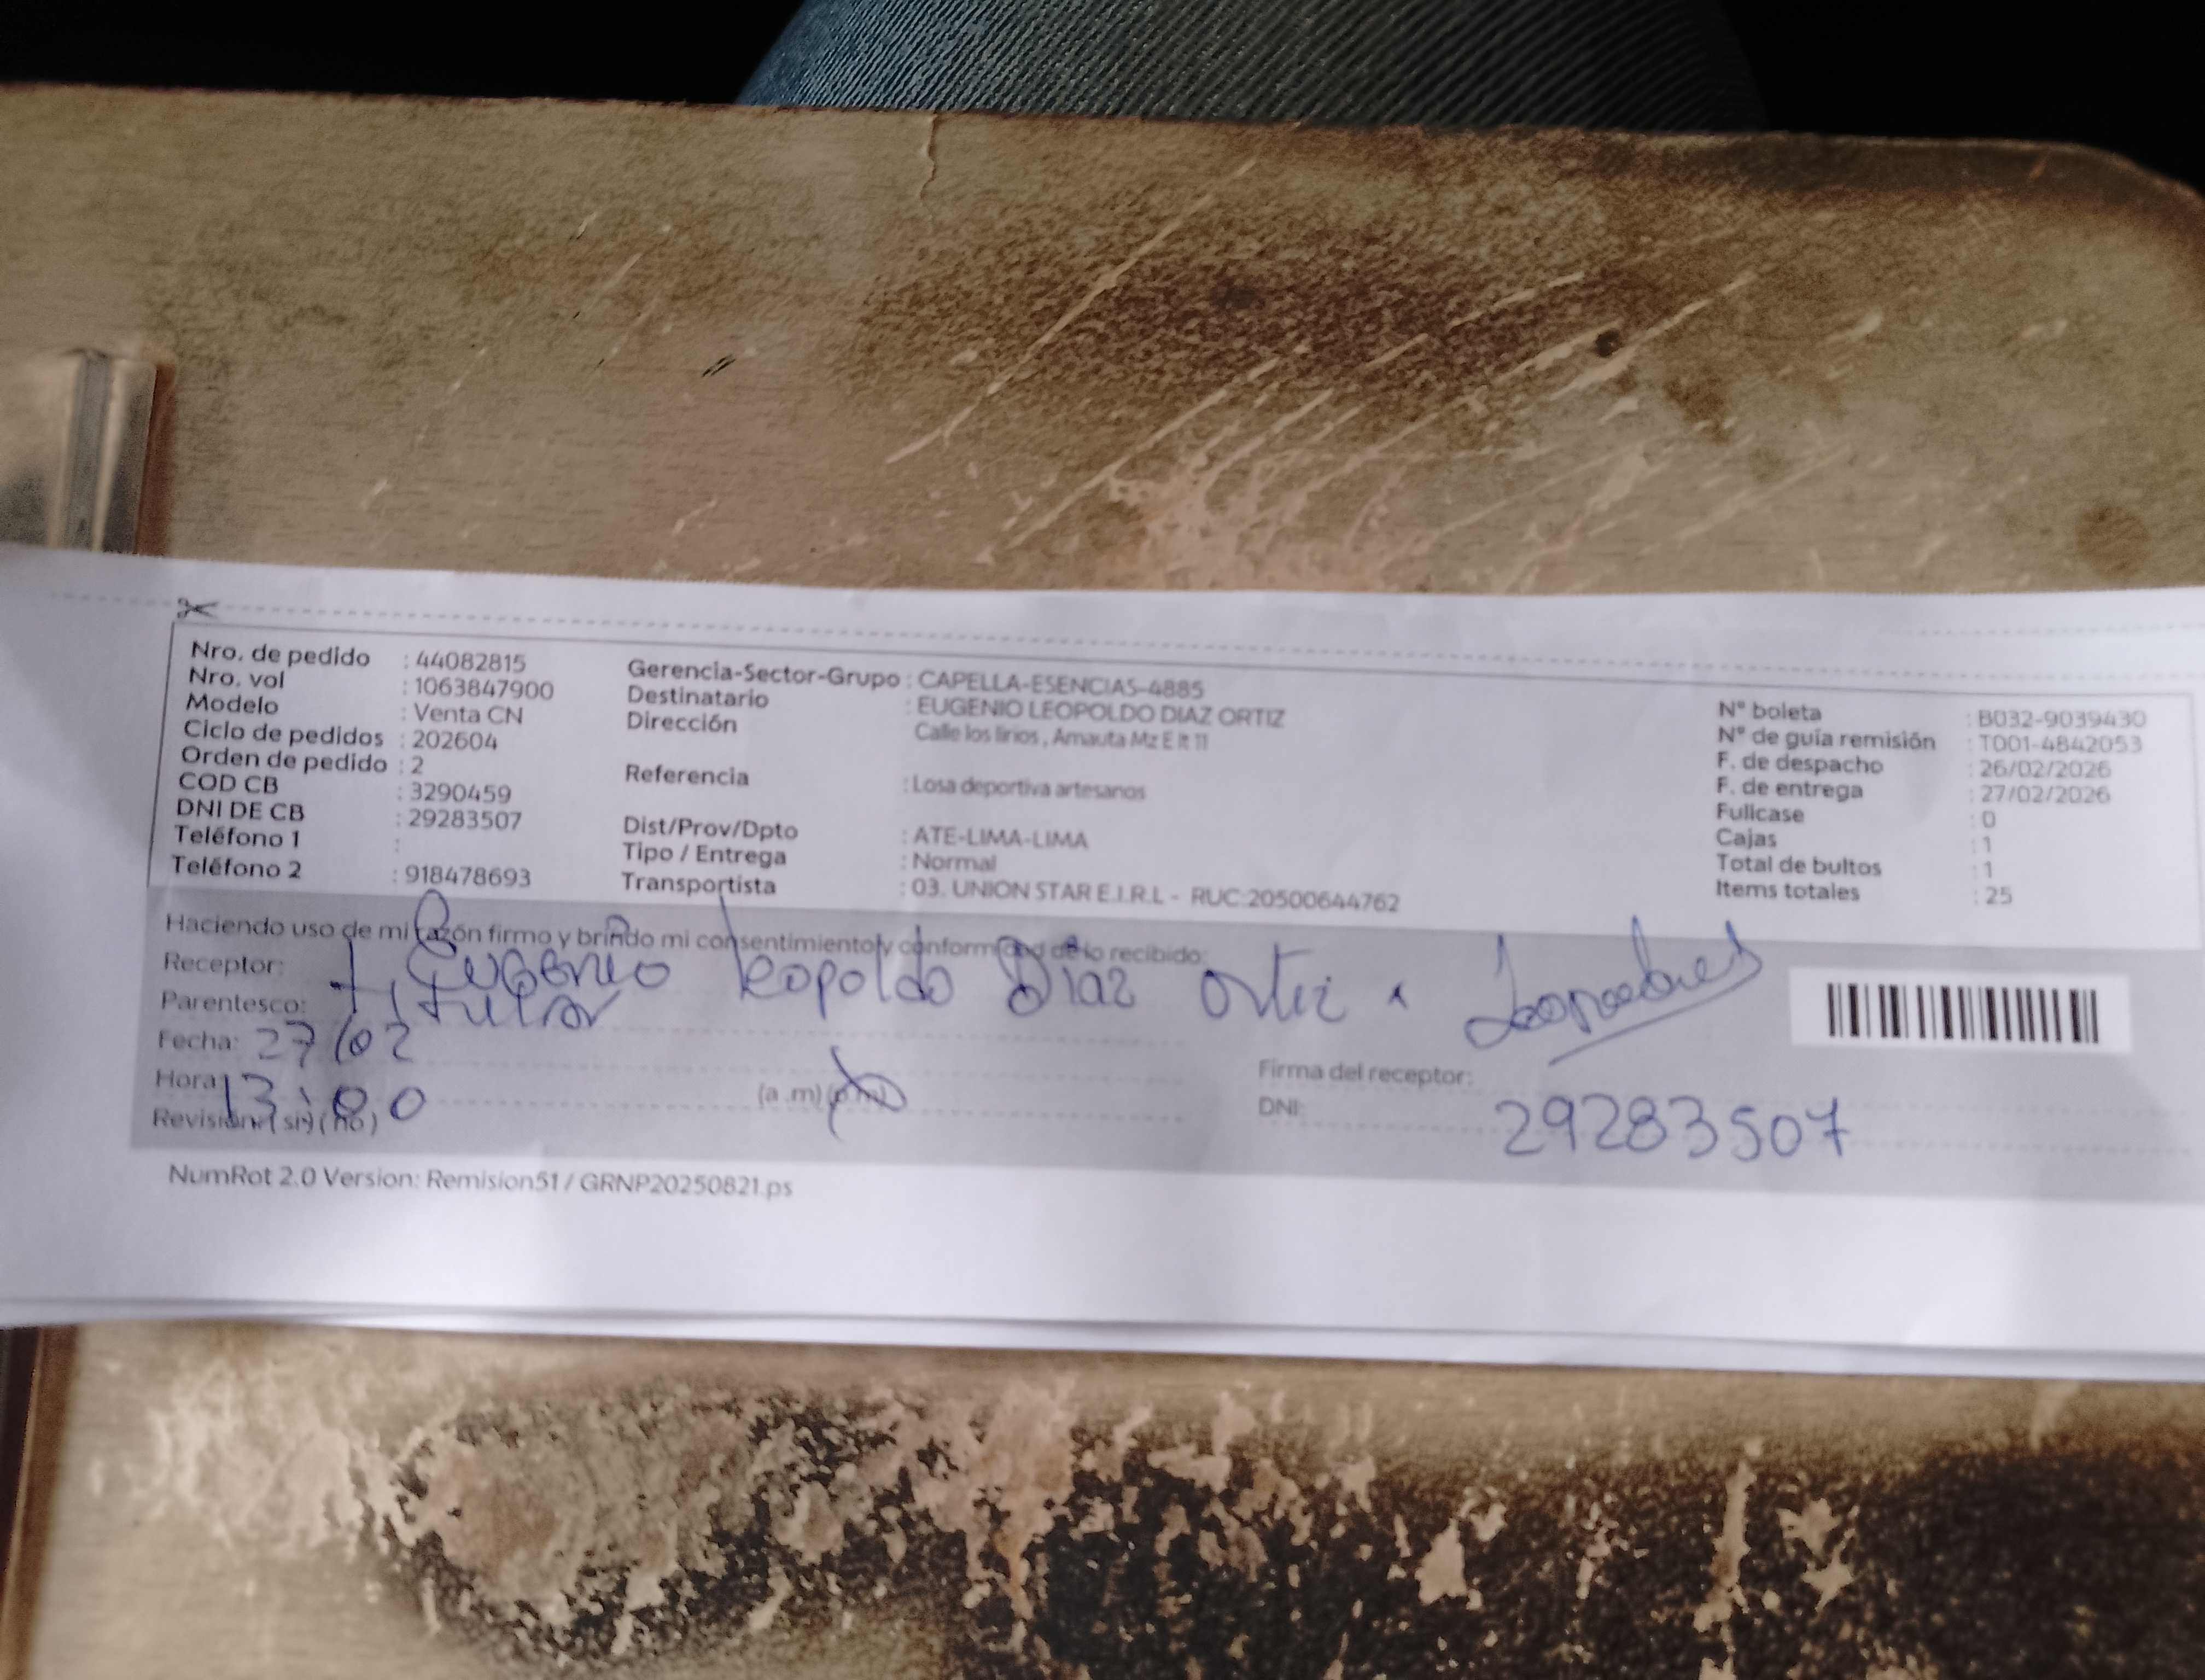 Nro. de pedido : 44082815
Nro. vol : 1063847900
Modelo : Venta CN
Ciclo de pedidos : 202604
Orden de pedido : 2
COD CB : 3290459
DNI DE CB : 29283507
Teléfono 1 :
Teléfono 2 : 918478693
Gerencia-Sector-Grupo : CAPELLA-ESENCIAS-4885
Destinatario : EUGENIO LEOPOLDO DIAZ ORTIZ
Dirección Calle los lirios , Amauta Mz E lt 11
Referencia : Losa deportiva artesanos
Dist/Prov/Dpto : ATE-LIMA-LIMA
Tipo / Entrega : Normal
Transportista : 03. UNION STAR E.I.R.L - RUC:20500644762
N° boleta : B032-9039430
N° de guía remisión : T001-4842053
F. de despacho : 26/02/2026
F. de entrega : 27/02/2026
Fullcase : 0
Cajas : 1
Total de bultos : 1
Items totales : 25
Haciendo uso de mi razón firmo y brindo mi consentimiento y conformidad de lo recibido:
Receptor: Eugenio Leopoldo Diaz Ortiz
Parentesco: titular
Fecha: 27/02
Hora: 13:00 (a .m) (p.m)
Revisión: (si) (no)
Firma del receptor:
DNI: 29283507
NumRot 2.0 Version: Remision51 / GRNP20250821.ps